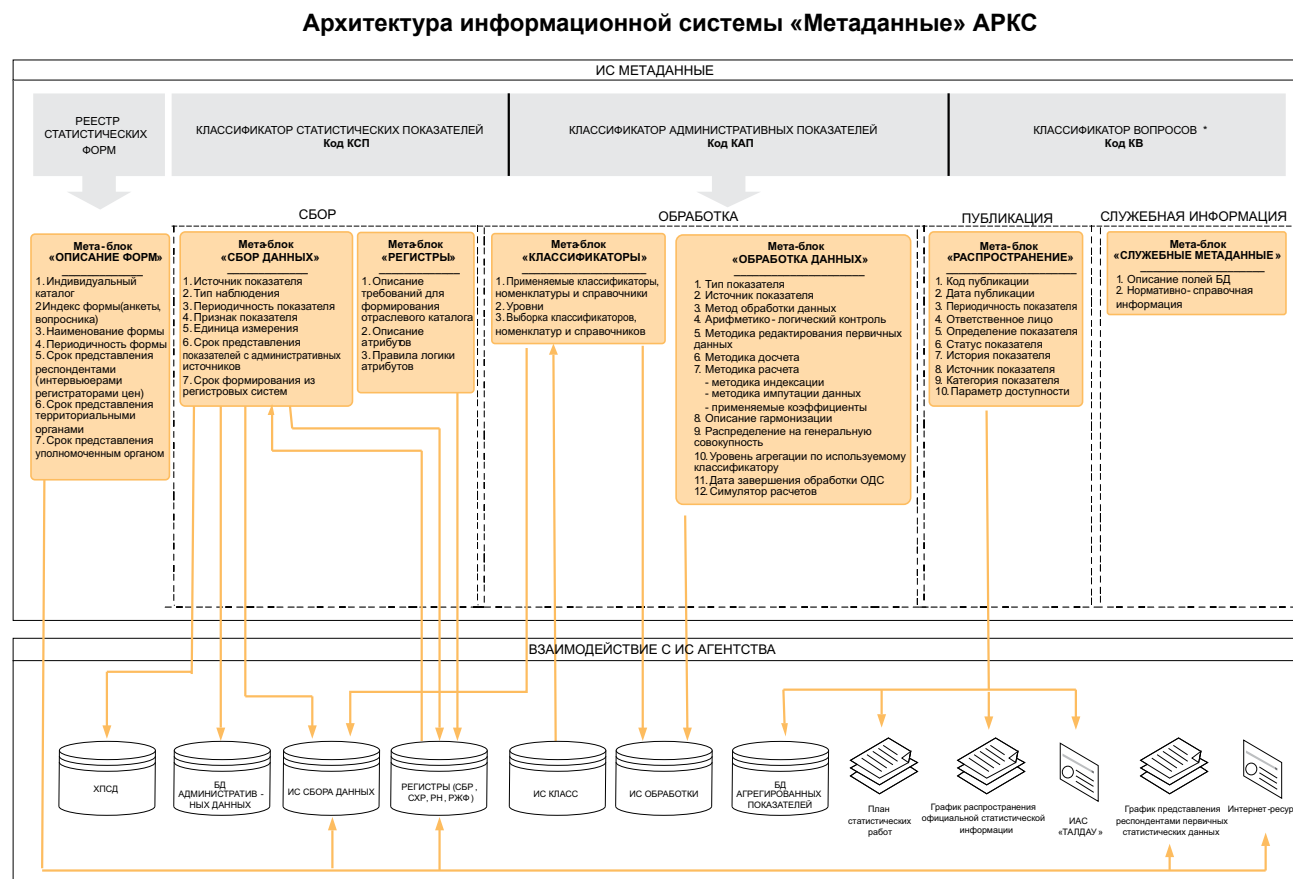 Архитектура информационной системы «Метаданные» АРКС
ИС МЕТАДАННЫЕ
РЕЕСТР
СТАТИСТИЧЕСКИХ
ФОРМ
КЛАССИФИКАТОР СТАТИСТИЧЕСКИХ ПОКАЗАТЕЛЕЙ
Код КСП
КЛАССИФИКАТОР АДМИНИСТРАТИВНЫХ ПОКАЗАТЕЛЕЙ
Код КАП
КЛАССИФИКАТОР ВОПРОСОВ *
Код КВ
СБОР
ОБРАБОТКА
ПУБЛИКАЦИЯ
СЛУЖЕБНАЯ ИНФОРМАЦИЯ
Мета-блок
«ОПИСАНИЕ ФОРМ»
1. Индивидуальный
каталог
2Индекс формы(анкеты,
вопросника)
3. Наименование формы
4. Периодичность формы
5. Срок представления
респондентами
(интервьюерами
регистраторами цен)
6. Срок представления
территориальными
органами
7. Срок представления
уполномоченным органом
Мета-блок
«СБОР ДАННЫХ»
1. Источник показателя
2. Тип наблюдения
3. Периодичность показателя
4. Признак показателя
5. Единица измерения
6. Срок представления
показателей с административных
источников
7. Срок формирования из
регистровых систем
Мета-блок
«РЕГИСТРЫ»
1. Описание
требований для
формирования
отраслевого каталога
2. Описание
атрибутов
3. Правила логики
атрибутов
Мета-блок
«КЛАССИФИКАТОРЫ»
1. Применяемые классификаторы,
номенклатуры и справочники
2. Уровни
3. Выборка классификаторов,
номенклатур и справочников
Мета-блок
«ОБРАБОТКА ДАННЫХ»
1. Тип показателя
2. Источник показателя
3. Метод обработки данных
4. Арифметико - логический контроль
5. Методика редактирования первичных
данных
6. Методика досчета
7. Методика расчета
- методика индексации
- методика импутации данных
- применяемые коэффициенты
8. Описание гармонизации
9. Распределение на генеральную
совокупность
10. Уровень агрегации по используемому
классификатору
11. Дата завершения обработки ОДС
12. Симулятор расчетов
Мета-блок
«РАСПРОСТРАНЕНИЕ»
1. Код публикации
2. Дата публикации
3. Периодичность показателя
4. Ответственное лицо
5. Определение показателя
6. Статус показателя
7. История показателя
8. Источник показателя
9. Категория показателя
10. Параметр доступности
Мета-блок
«СЛУЖЕБНЫЕ МЕТАДАННЫЕ»
1. Описание полей БД
2. Нормативно - справочная
информация
ВЗАИМОДЕЙСТВИЕ С ИС АГЕНТСТВА
ХПСД
БД
АДМИНИСТРАТИВ -
НЫХ ДАННЫХ
ИС СБОРА ДАННЫХ
РЕГИСТРЫ (СБР ,
СХР, РН , РЖФ )
ИС КЛАСС
ИС ОБРАБОТКИ
БД
АГРЕГИРОВАННЫХ
ПОКАЗАТЕЛЕЙ
План
статистических
работ
График распространения
официальной статистической
информации
ИАС
«ТАЛДАУ»
График представления
респондентами первичных
статистических данных
Интернет -ресур